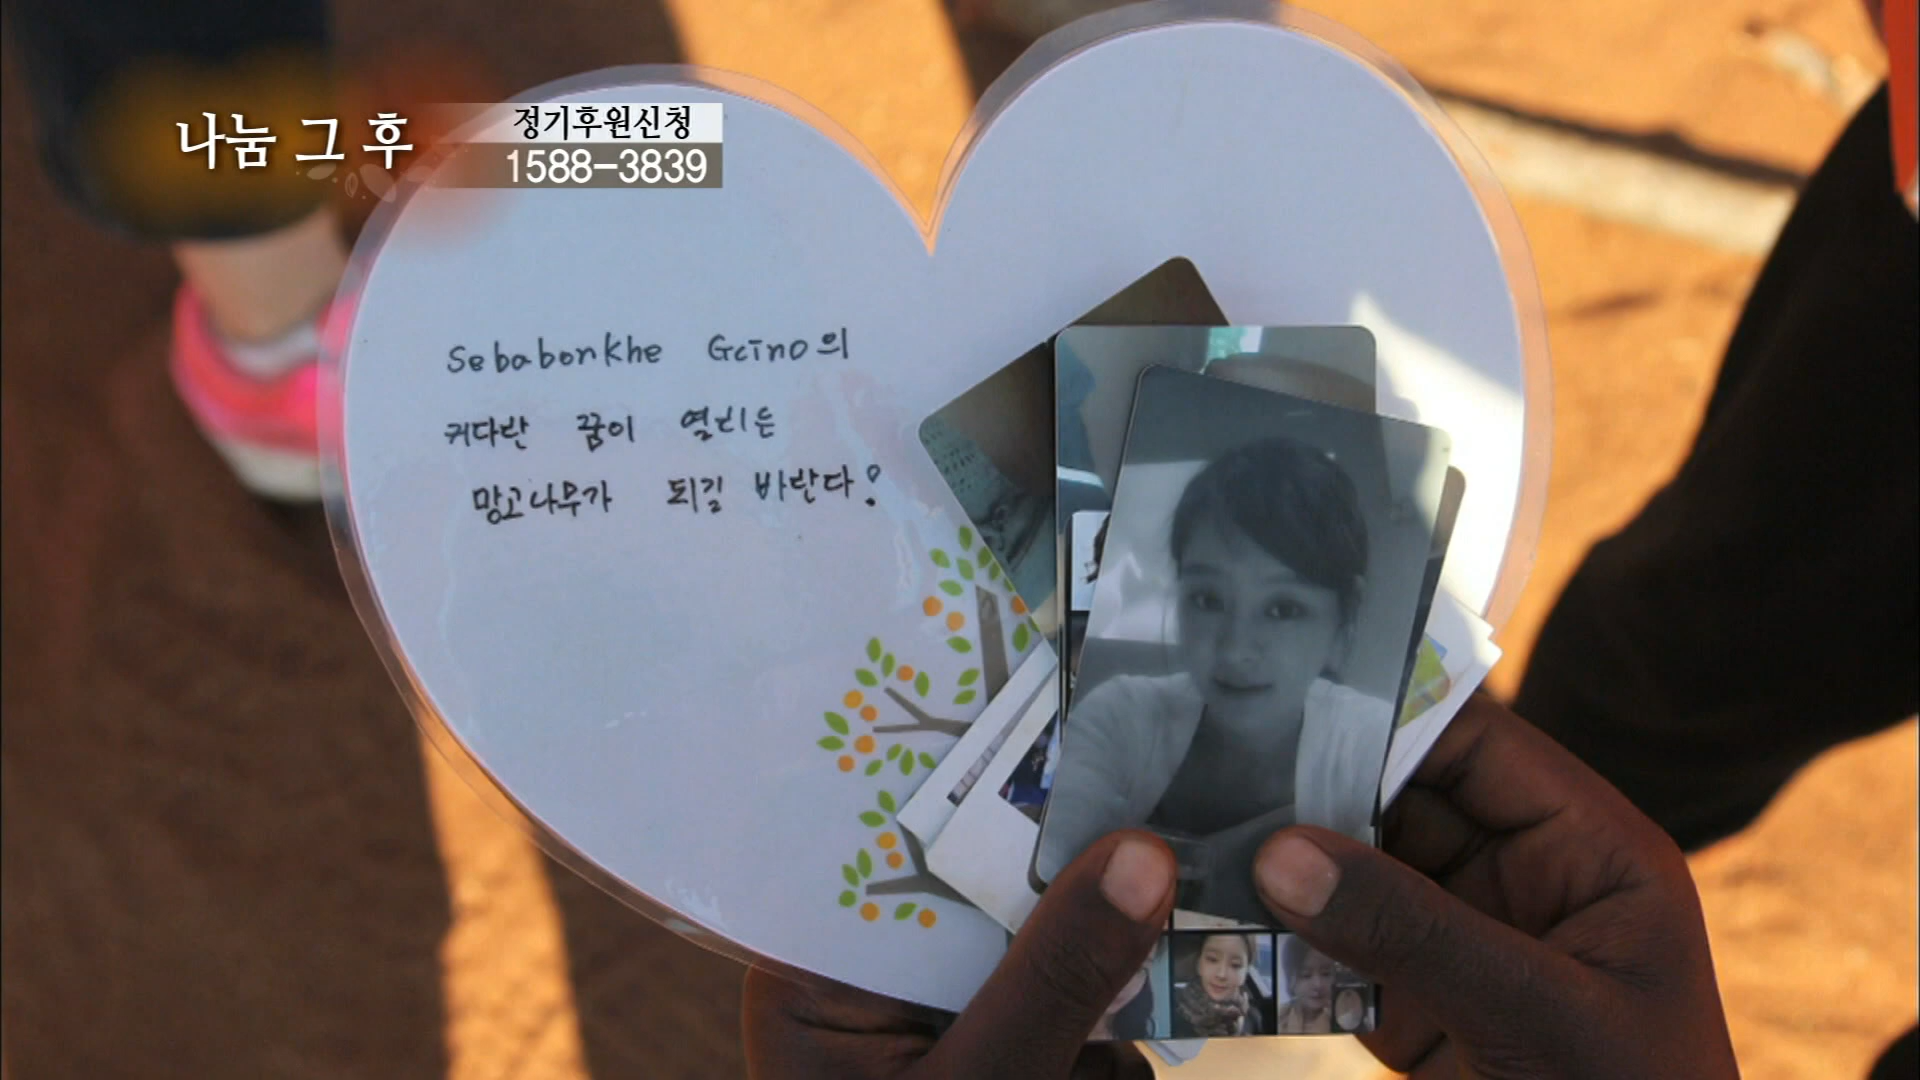 나눔 그 후
정기후원신청
1588-3839
Sebabonkhe Gcino의
커다란 꿈이 열리는
망고나무가 되길 바란다!